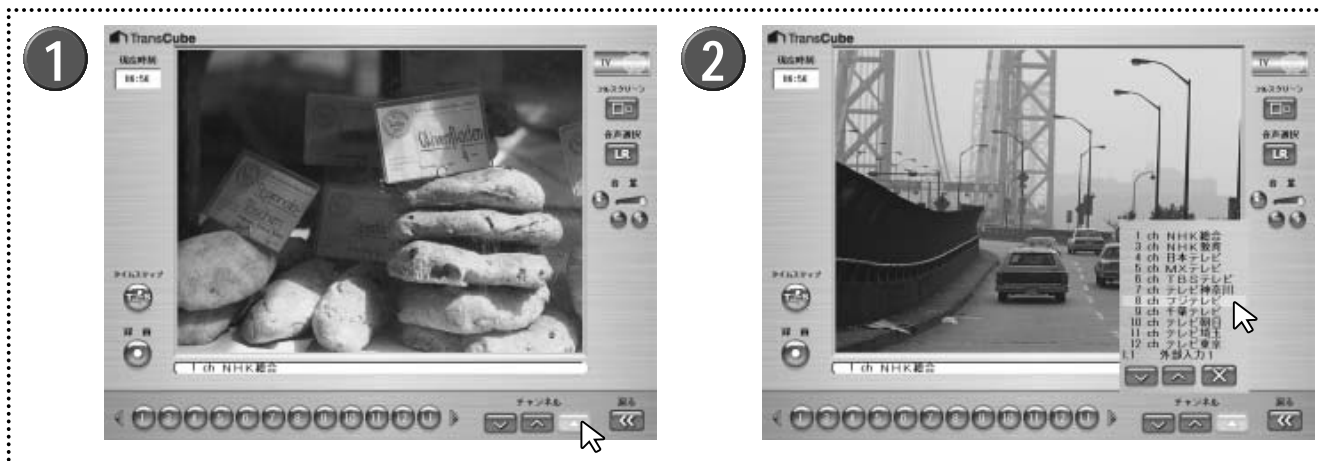 1
TransCube
現在時刻
06:56
TV
フルスクリーン
音声選択
LR
音 量
タイムスリップ
録 画
1 ch NHK総合
チャンネル
戻る
2
TransCube
現在時刻
06:56
TV
フルスクリーン
音声選択
LR
音 量
1 ch NHK総合
3 ch NHK教育
4 ch 日本テレビ
5 ch MXテレビ
6 ch TBSテレビ
7 ch テレビ神奈川
8 ch フジテレビ
9 ch 千葉テレビ
10 ch テレビ朝日
11 ch テレビ埼玉
12 ch テレビ東京
L1 外部入力1
タイムスリップ
録 画
1 ch NHK総合
チャンネル
戻る